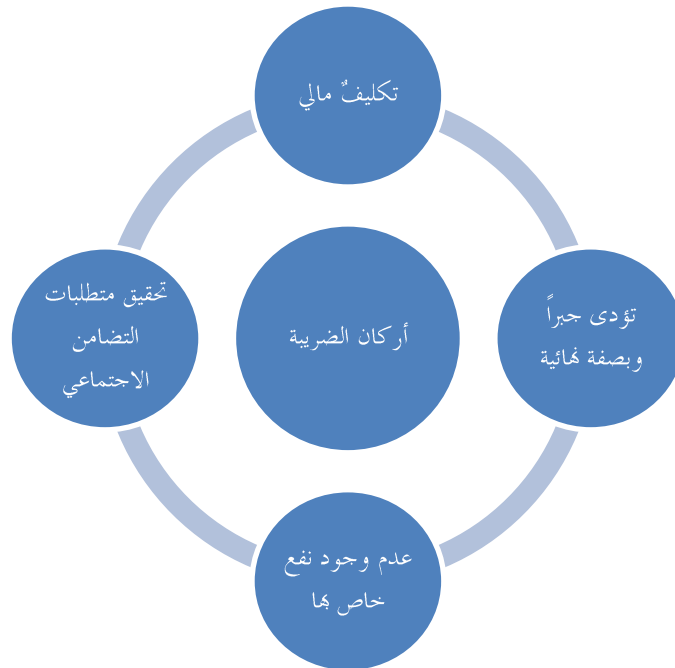 تكليفٌ مالي
تؤدى جبراً
وبصفة نهائية
أركان الضريبة
تحقيق متطلبات
التضامن
الاجتماعي
عدم وجود نفع
خاص بها